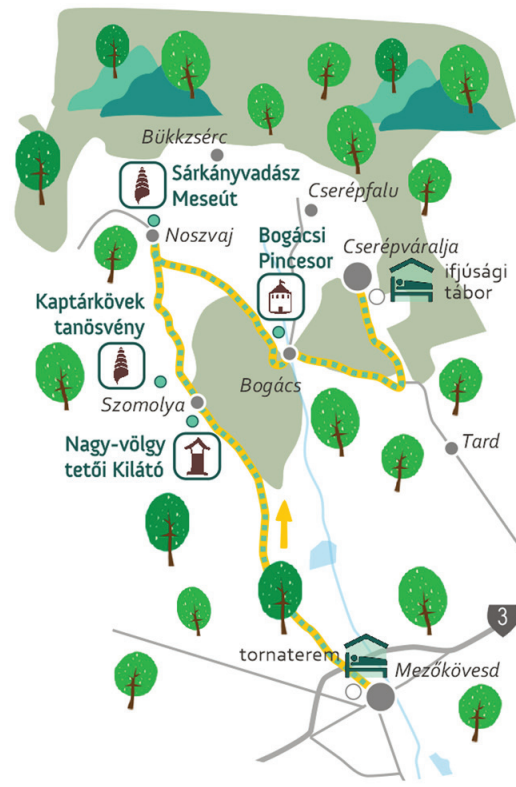 Bükkzsérc
Sárkányvadász
Meseút
Cserépfalu
Noszvaj
Bogácsi
Pincesor
Cserépváralja
ifjúsági
tábor
Kaptárkövek
tanösvény
Bogács
Szomolya
Nagy-völgy
tetői Kilátó
Tard
3
tornaterem
Mezőkövesd